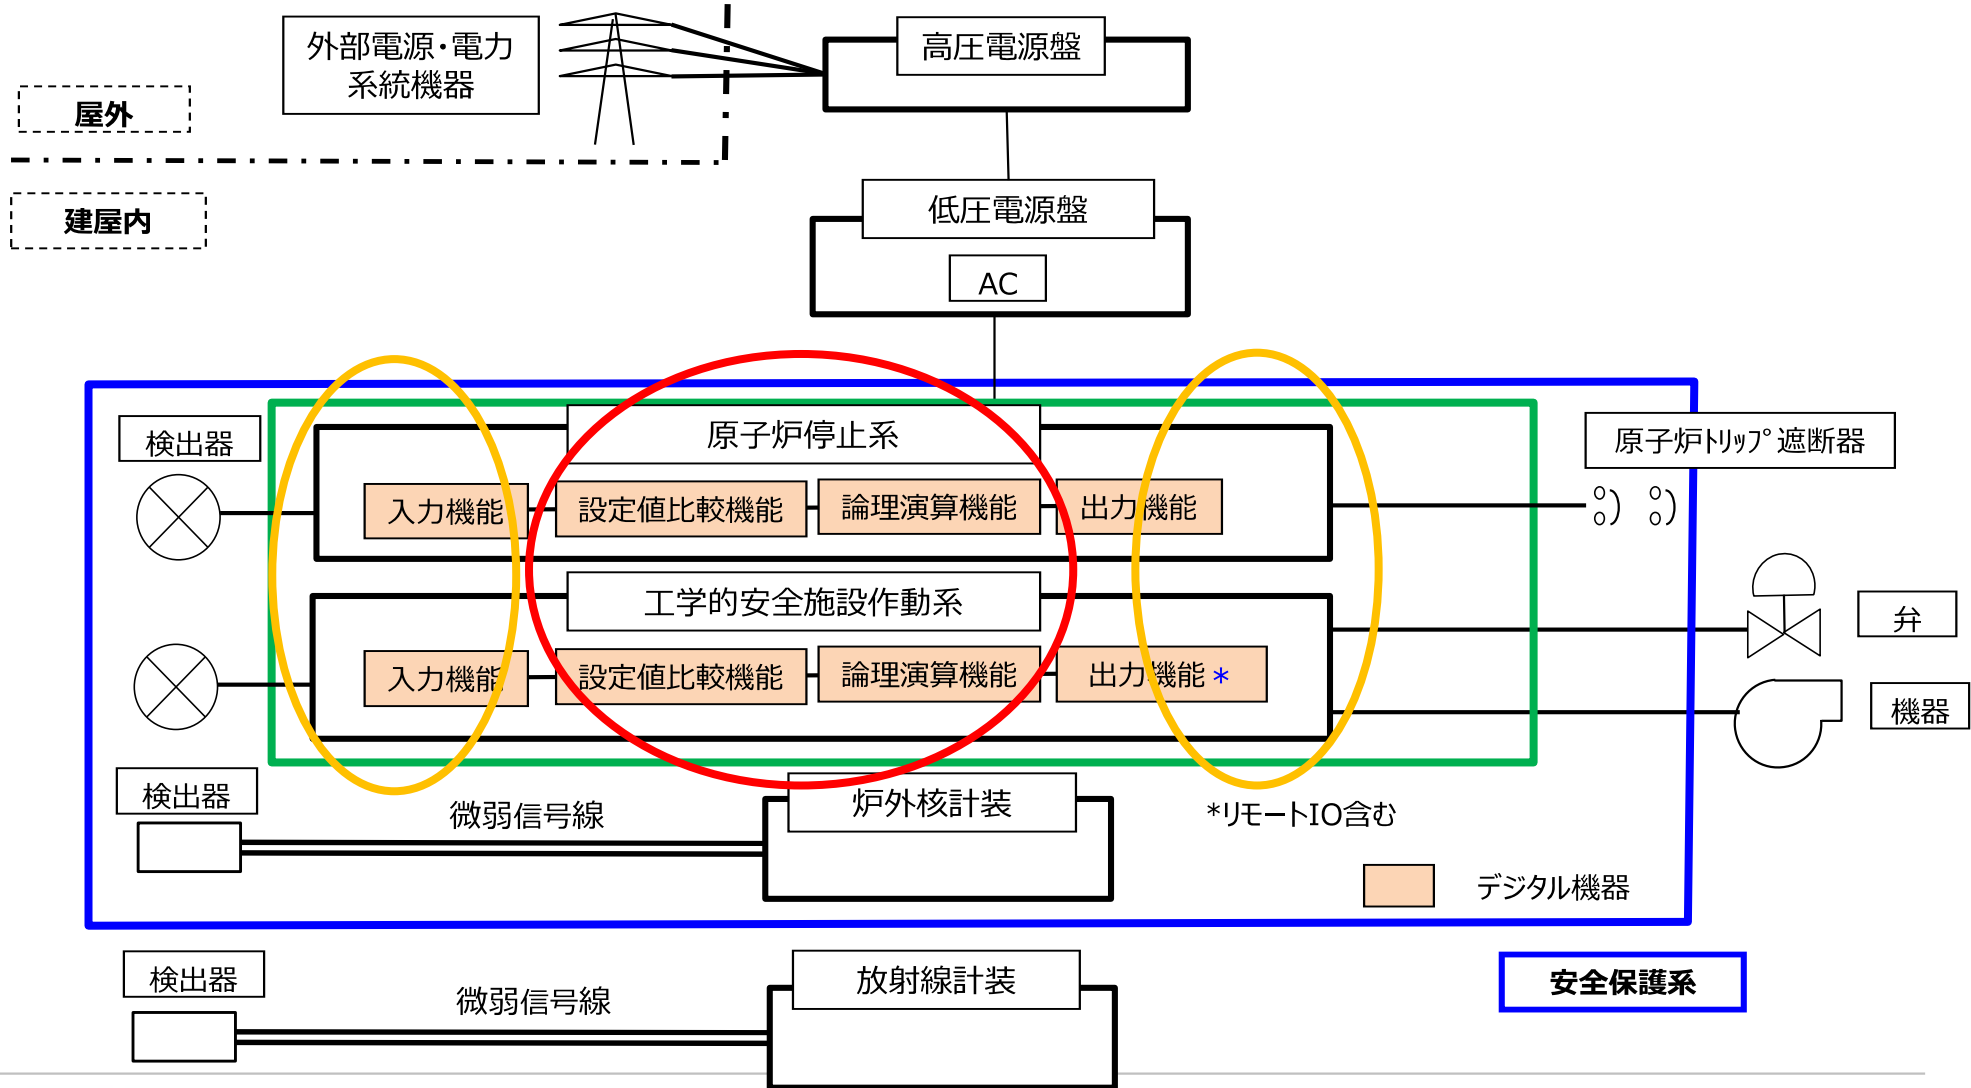 外部電源・電力
系統機器
高圧電源盤
屋外
建屋内
低圧電源盤
AC
検出器
原子炉停止系
原子炉ﾄﾘｯﾌﾟ遮断器
入力機能
設定値比較機能
論理演算機能
出力機能
工学的安全施設作動系
弁
入力機能
設定値比較機能
論理演算機能
出力機能*
機器
検出器
微弱信号線
炉外核計装
*リモートIO含む
デジタル機器
検出器
微弱信号線
放射線計装
安全保護系